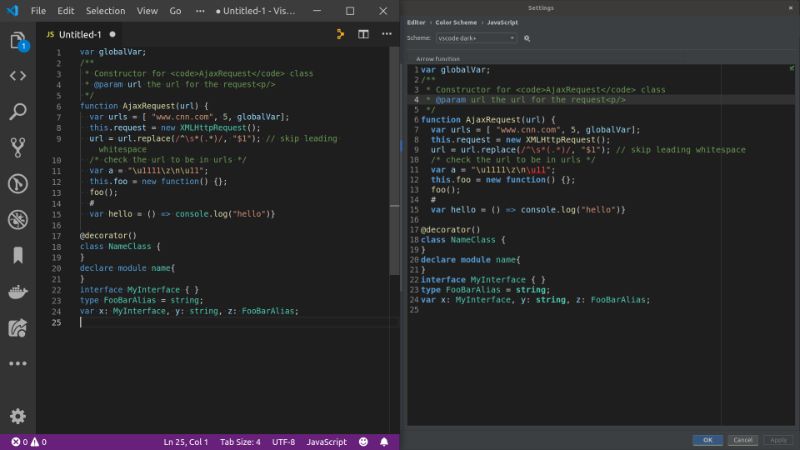 File Edit Selection View Go ··· ● Untitled-1 - Vis...
JS Untitled-1 ●
1
1 var globalVar;
2 /**
3 * Constructor for <code>AjaxRequest</code> class
4 * @param url the url for the request<p/>
5 */
6 function AjaxRequest(url) {
7 var urls = [ "www.cnn.com", 5, globalVar];
8 this.request = new XMLHttpRequest();
9 url = url.replace(/^\s*(.*)/, "$1"); // skip leading
whitespace
10 /* check the url to be in urls */
11 var a = "\u1111\z\n\u11";
12 this.foo = new function() {};
13 foo();
14 #
15 var hello = () => console.log("hello")}
16
17 @decorator()
18 class NameClass {
19 }
20 declare module name{
21 }
22 interface MyInterface { }
23 type FooBarAlias = string;
24 var x: MyInterface, y: string, z: FooBarAlias;
25
0 0 Ln 25, Col 1 Tab Size: 4 UTF-8 JavaScript
Settings
Editor › Color Scheme › JavaScript
Scheme: vscode dark+
Arrow function
1 var globalVar;
2 /**
3 * Constructor for <code>AjaxRequest</code> class
4 * @param url the url for the request<p/>
5 */
6 function AjaxRequest(url) {
7 var urls = [ "www.cnn.com", 5, globalVar];
8 this.request = new XMLHttpRequest();
9 url = url.replace(/^\s*(.*)/, "$1"); // skip leading whitespace
10 /* check the url to be in urls */
11 var a = "\u1111\z\n\u11";
12 this.foo = new function() {};
13 foo();
14 #
15 var hello = () => console.log("hello")}
16
17 @decorator()
18 class NameClass {
19 }
20 declare module name{
21 }
22 interface MyInterface { }
23 type FooBarAlias = string;
24 var x: MyInterface, y: string, z: FooBarAlias;
25
OK Cancel Apply